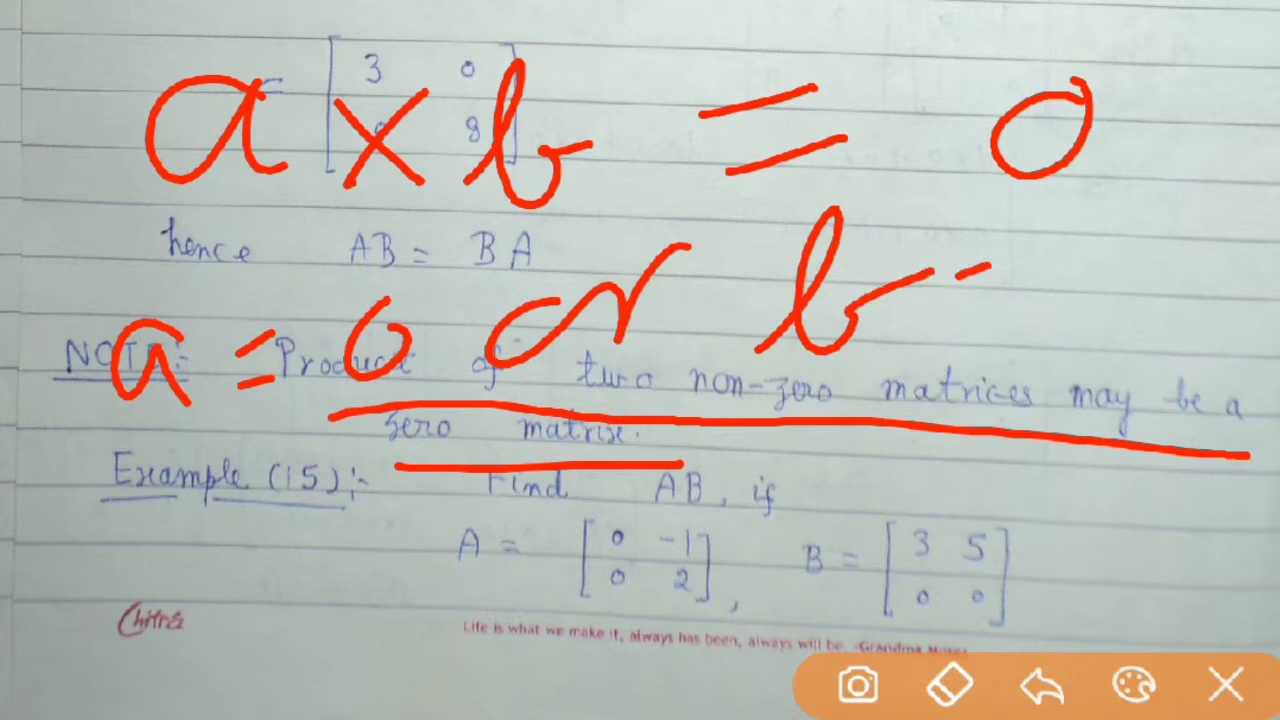 = [ 3 0
8 ]
a × b = 0
hence AB = B A
a = 0 or b -
NOTE: Product of two non-zero matrices may be a
zero matrix.
Example (15):- Find AB, if
A = [ 0 -1
0 2 ] , B = [ 3 5
0 0 ]
Chitra
Life is what we make it, always has been, always will be. -Grandma Moses